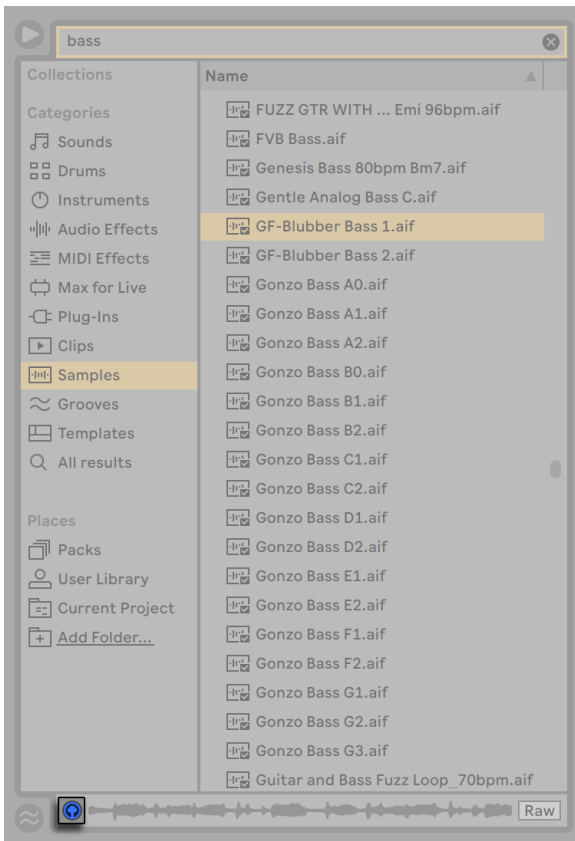 bass
Collections
Categories
Sounds
Drums
Instruments
Audio Effects
MIDI Effects
Max for Live
Plug-Ins
Clips
Samples
Grooves
Templates
All results
Places
Packs
User Library
Current Project
Add Folder...
Name
FUZZ GTR WITH ... Emi 96bpm.aif
FVB Bass.aif
Genesis Bass 80bpm Bm7.aif
Gentle Analog Bass C.aif
GF-Blubber Bass 1.aif
GF-Blubber Bass 2.aif
Gonzo Bass A0.aif
Gonzo Bass A1.aif
Gonzo Bass A2.aif
Gonzo Bass B0.aif
Gonzo Bass B1.aif
Gonzo Bass B2.aif
Gonzo Bass C1.aif
Gonzo Bass C2.aif
Gonzo Bass D1.aif
Gonzo Bass D2.aif
Gonzo Bass E1.aif
Gonzo Bass E2.aif
Gonzo Bass F1.aif
Gonzo Bass F2.aif
Gonzo Bass G1.aif
Gonzo Bass G2.aif
Gonzo Bass G3.aif
Guitar and Bass Fuzz Loop_70bpm.aif
Raw